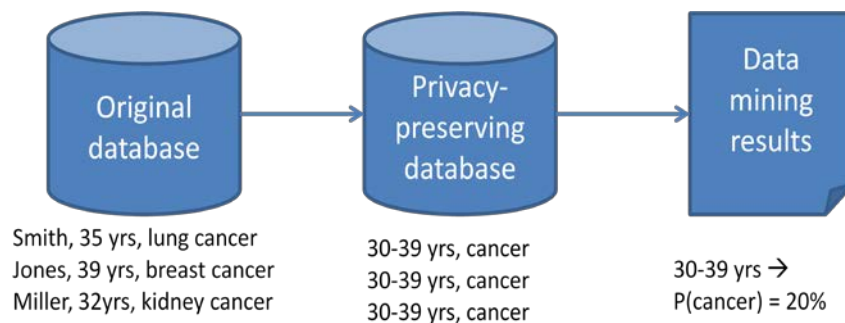 Original
database
Privacy-
preserving
database
Data
mining
results
Smith, 35 yrs, lung cancer
Jones, 39 yrs, breast cancer
Miller, 32yrs, kidney cancer
30-39 yrs, cancer
30-39 yrs, cancer
30-39 yrs, cancer
30-39 yrs →
P(cancer) = 20%